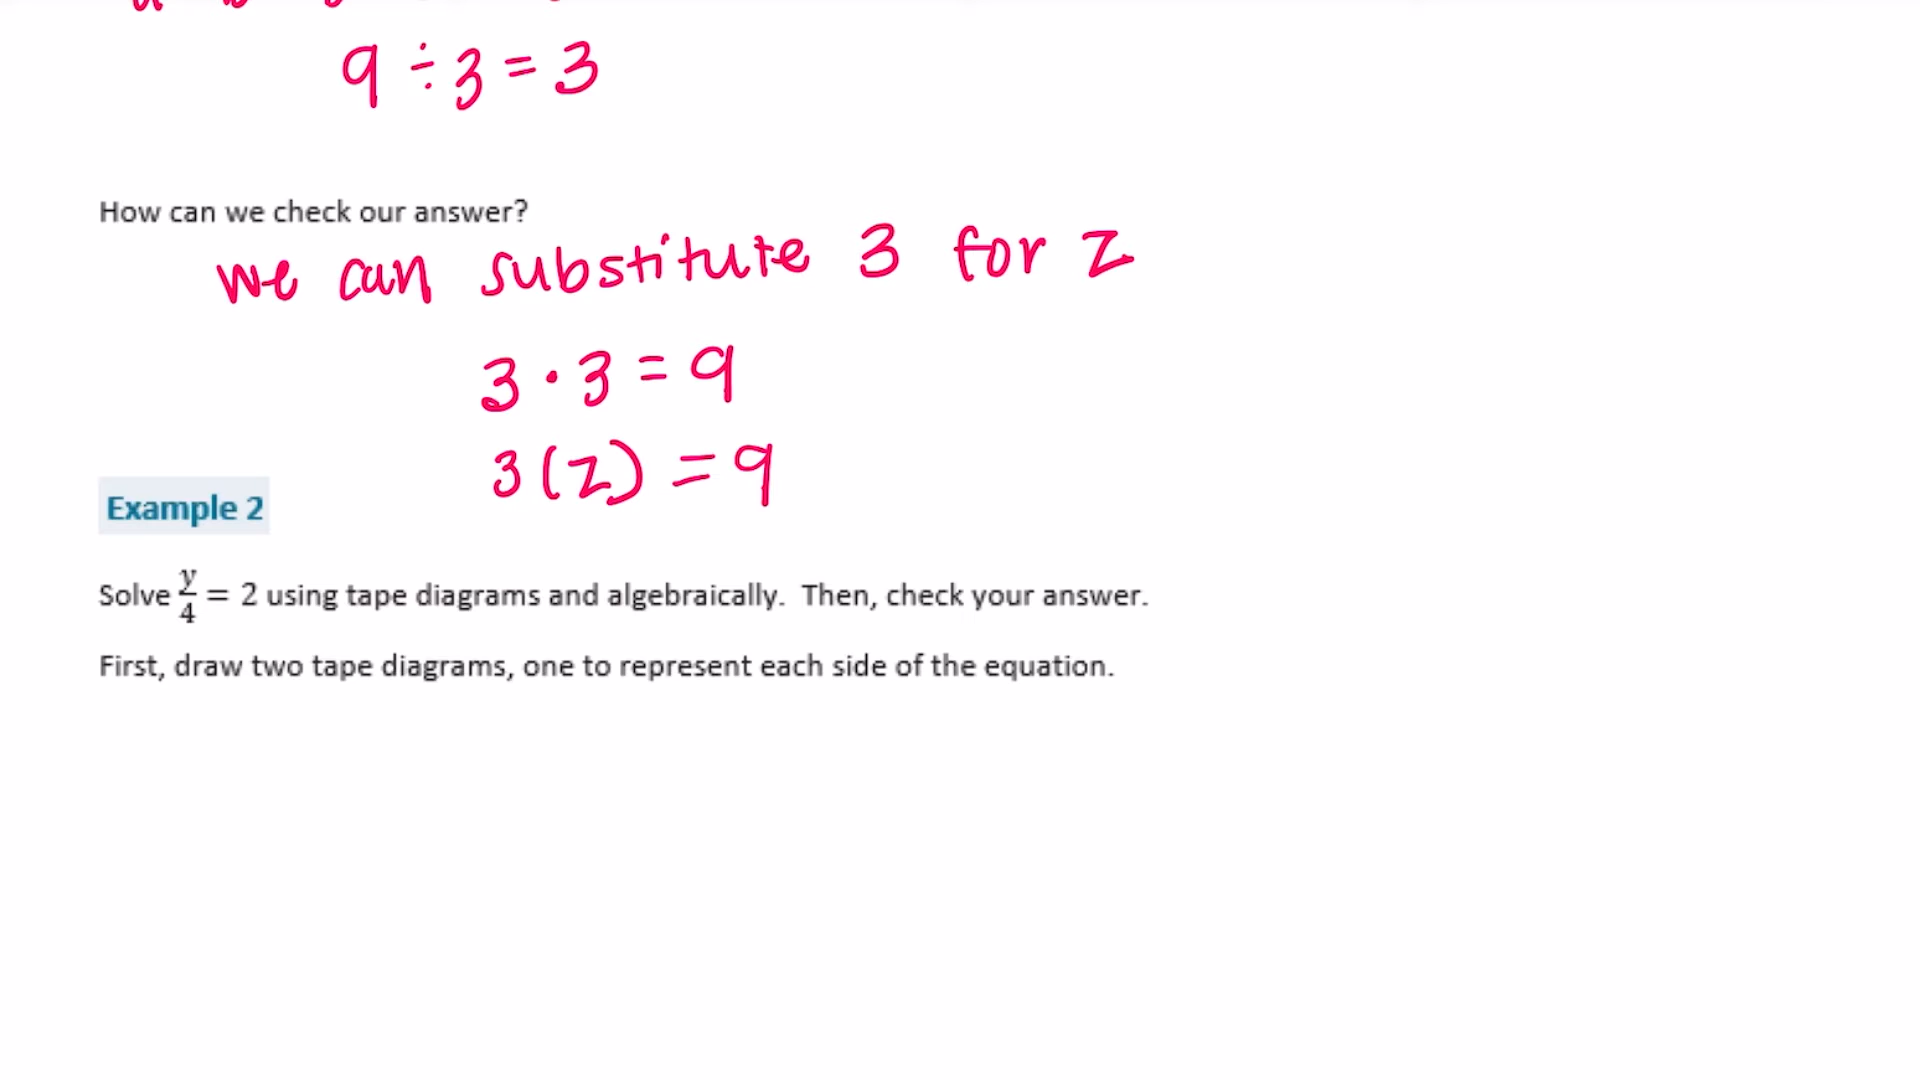 9 ÷ 3 = 3
How can we check our answer?
we can substitute 3 for z
3 · 3 = 9
3 (z) = 9
Example 2
Solve y/4 = 2 using tape diagrams and algebraically. Then, check your answer.
First, draw two tape diagrams, one to represent each side of the equation.